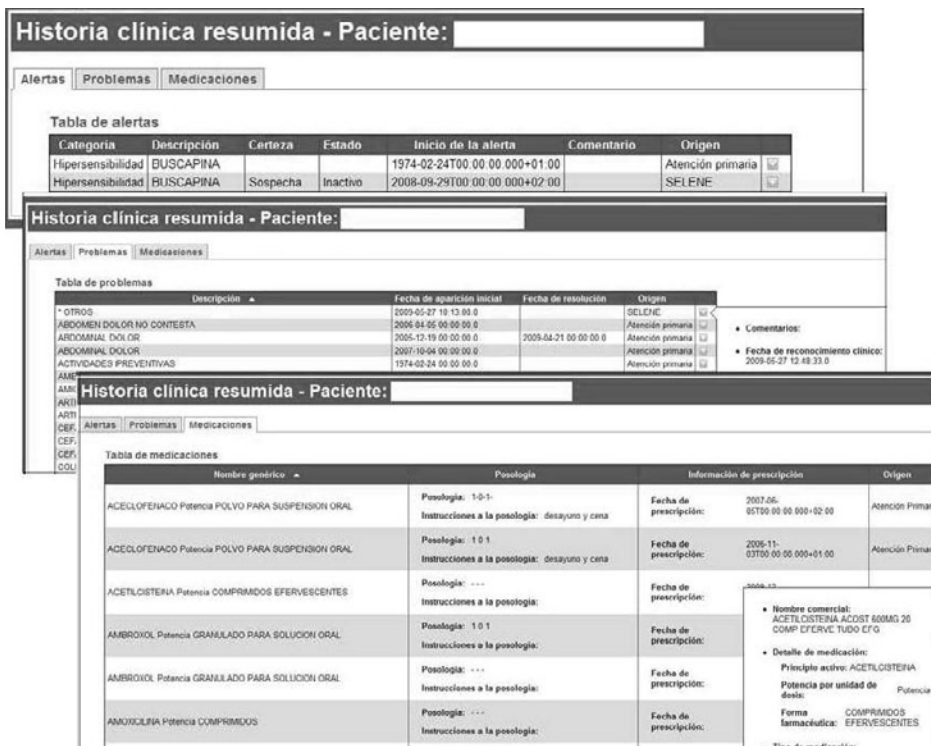 Historia clínica resumida - Paciente:
Alertas Problemas Medicaciones
Tabla de alertas
Categoría Descripción Certeza Estado Inicio de la alerta Comentario Origen
Hipersensibilidad BUSCAPINA 1974-02-24T00:00:00.000+01:00 Atención primaria
Hipersensibilidad BUSCAPINA Sospecha Inactivo 2008-09-29T00:00:00.000+02:00 SELENE
Historia clínica resumida - Paciente:
Alertas Problemas Medicaciones
Tabla de problemas
Descripción Fecha de aparición inicial Fecha de resolución Origen
* OTROS 2009-05-27 10:13:00.0 SELENE
ABDOMEN DOLOR NO CONTESTA 2006-04-05 00:00:00.0 Atención primaria
ABDOMINAL DOLOR 2005-12-19 00:00:00.0 2009-04-21 00:00:00.0 Atención primaria
ABDOMINAL DOLOR 2007-10-04 00:00:00.0 Atención primaria
ACTIVIDADES PREVENTIVAS 1974-02-24 00:00:00.0 Atención primaria
• Comentarios:
• Fecha de reconocimiento clínico:
2009-05-27 12:48:33.0
AME
AMIC
ARTI
ARTI
CEF
CEF
CEF
COL
Historia clínica resumida - Paciente:
Alertas Problemas Medicaciones
Tabla de medicaciones
Nombre genérico Posología Información de prescripción Origen
ACECLOFENACO Potencia POLVO PARA SUSPENSION ORAL
Posología: 1-0-1-
Instrucciones a la posología: desayuno y cena
Fecha de prescripción: 2007-06-05T00:00:00.000+02:00
Atención Primar
ACECLOFENACO Potencia POLVO PARA SUSPENSION ORAL
Posología: 1 0 1
Instrucciones a la posología: desayuno y cena
Fecha de prescripción: 2006-11-03T00:00:00.000+01:00
Atención Primar
ACETILCISTEINA Potencia COMPRIMIDOS EFERVESCENTES
Posología: - - -
Instrucciones a la posología:
Fecha de prescripción:
AMBROXOL Potencia GRANULADO PARA SOLUCION ORAL
Posología: 1 0 1
Instrucciones a la posología:
Fecha de prescripción:
AMBROXOL Potencia GRANULADO PARA SOLUCION ORAL
Posología: - - -
Instrucciones a la posología:
Fecha de prescripción:
AMOXICILINA Potencia COMPRIMIDOS
Posología: - - -
Instrucciones a la posología:
Fecha de prescripción:
• Nombre comercial:
ACETILCISTEINA ACOST 600MG 20
COMP EFERVE TUDO EFG
• Detalle de medicación:
Principio activo: ACETILCISTEINA
Potencia por unidad de dosis: Potencia
Forma farmacéutica: COMPRIMIDOS EFERVESCENTES